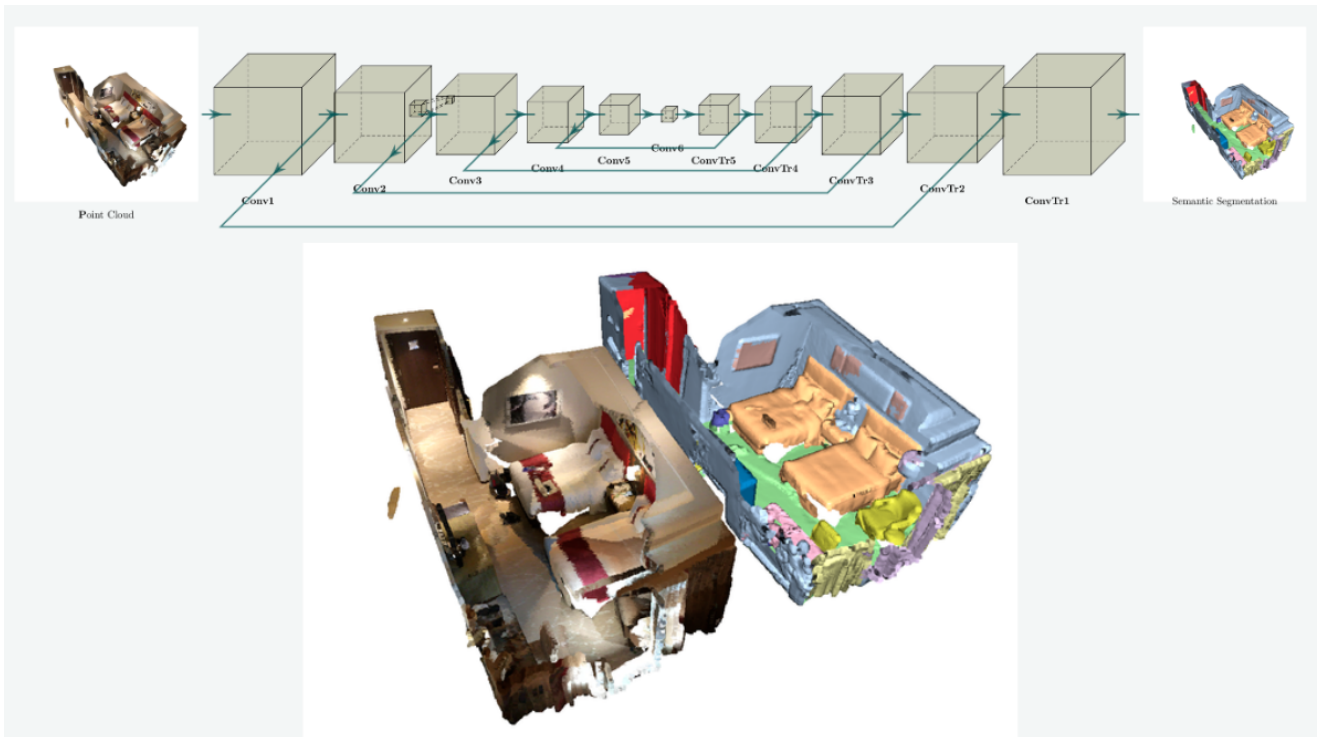 Conv6
Conv5
ConvTr5
Conv4
ConvTr4
Conv3
ConvTr3
Conv2
ConvTr2
Conv1
ConvTr1
Semantic Segmentation
Point Cloud